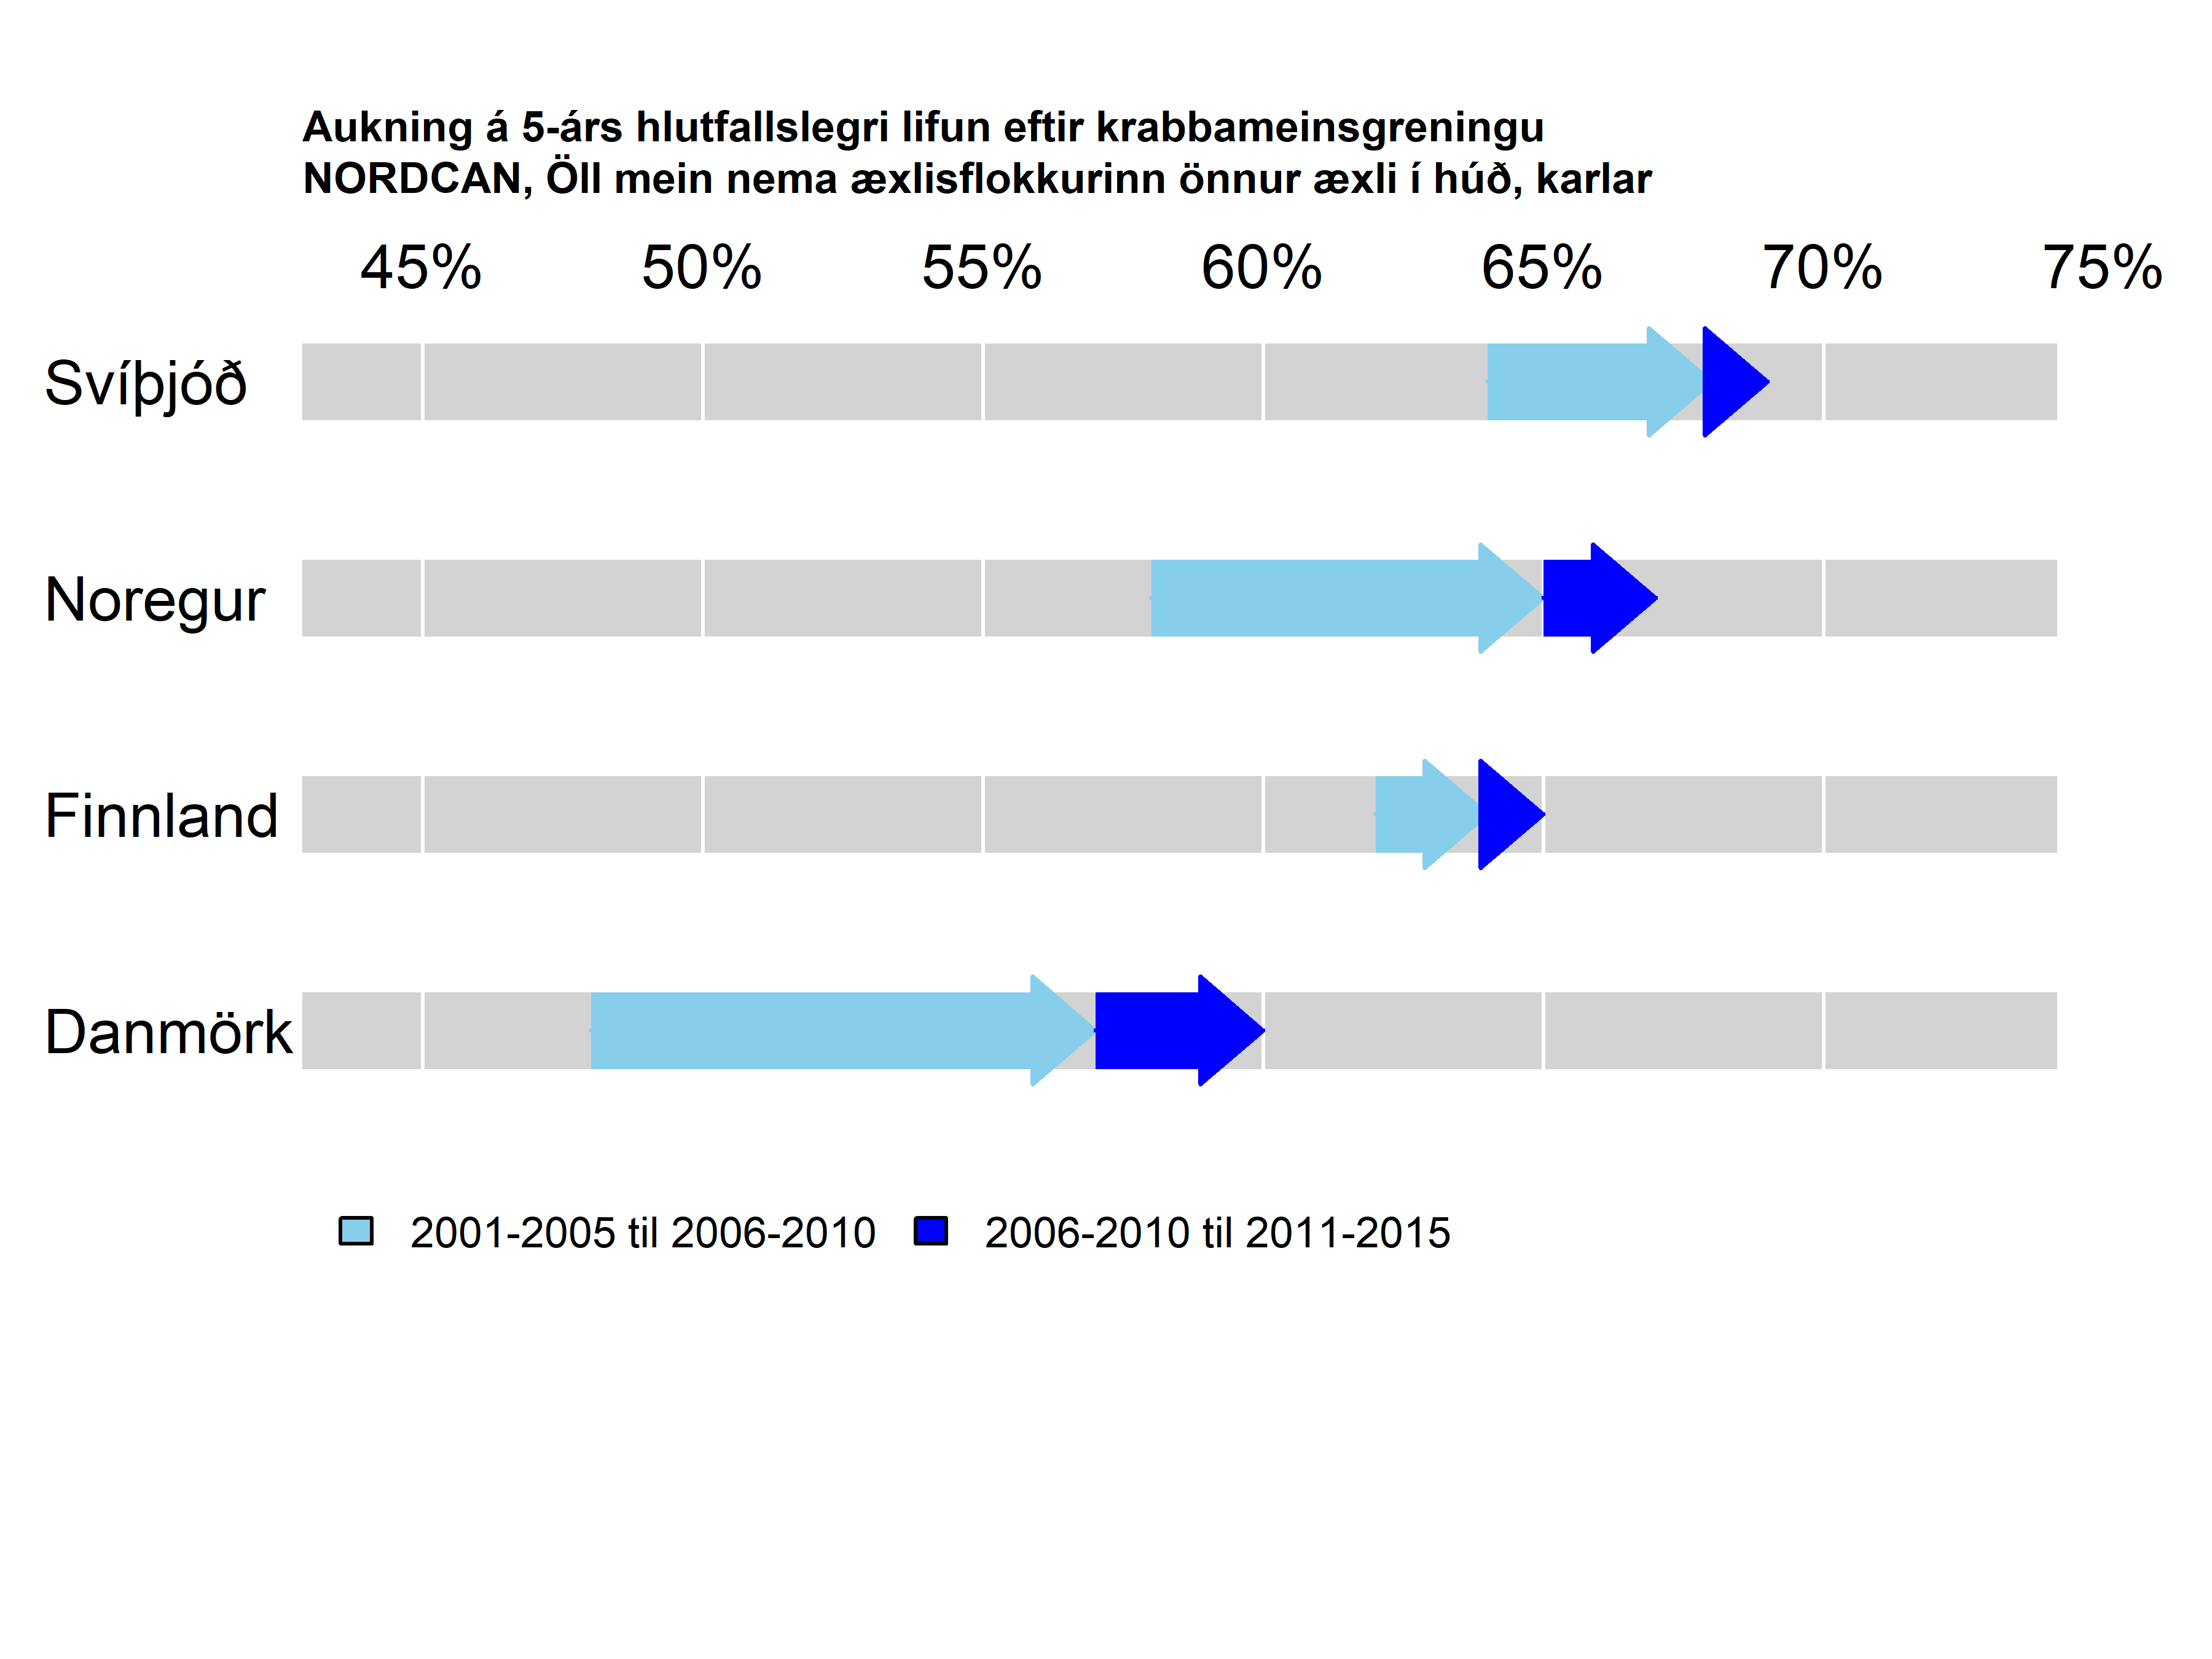 Aukning á 5-árs hlutfallslegri lifun eftir krabbameinsgreningu
NORDCAN, Öll mein nema æxlisflokkurinn önnur æxli í húð, karlar
45% 50% 55% 60% 65% 70% 75%
Svíþjóð
Noregur
Finnland
Danmörk
2001-2005 til 2006-2010 2006-2010 til 2011-2015